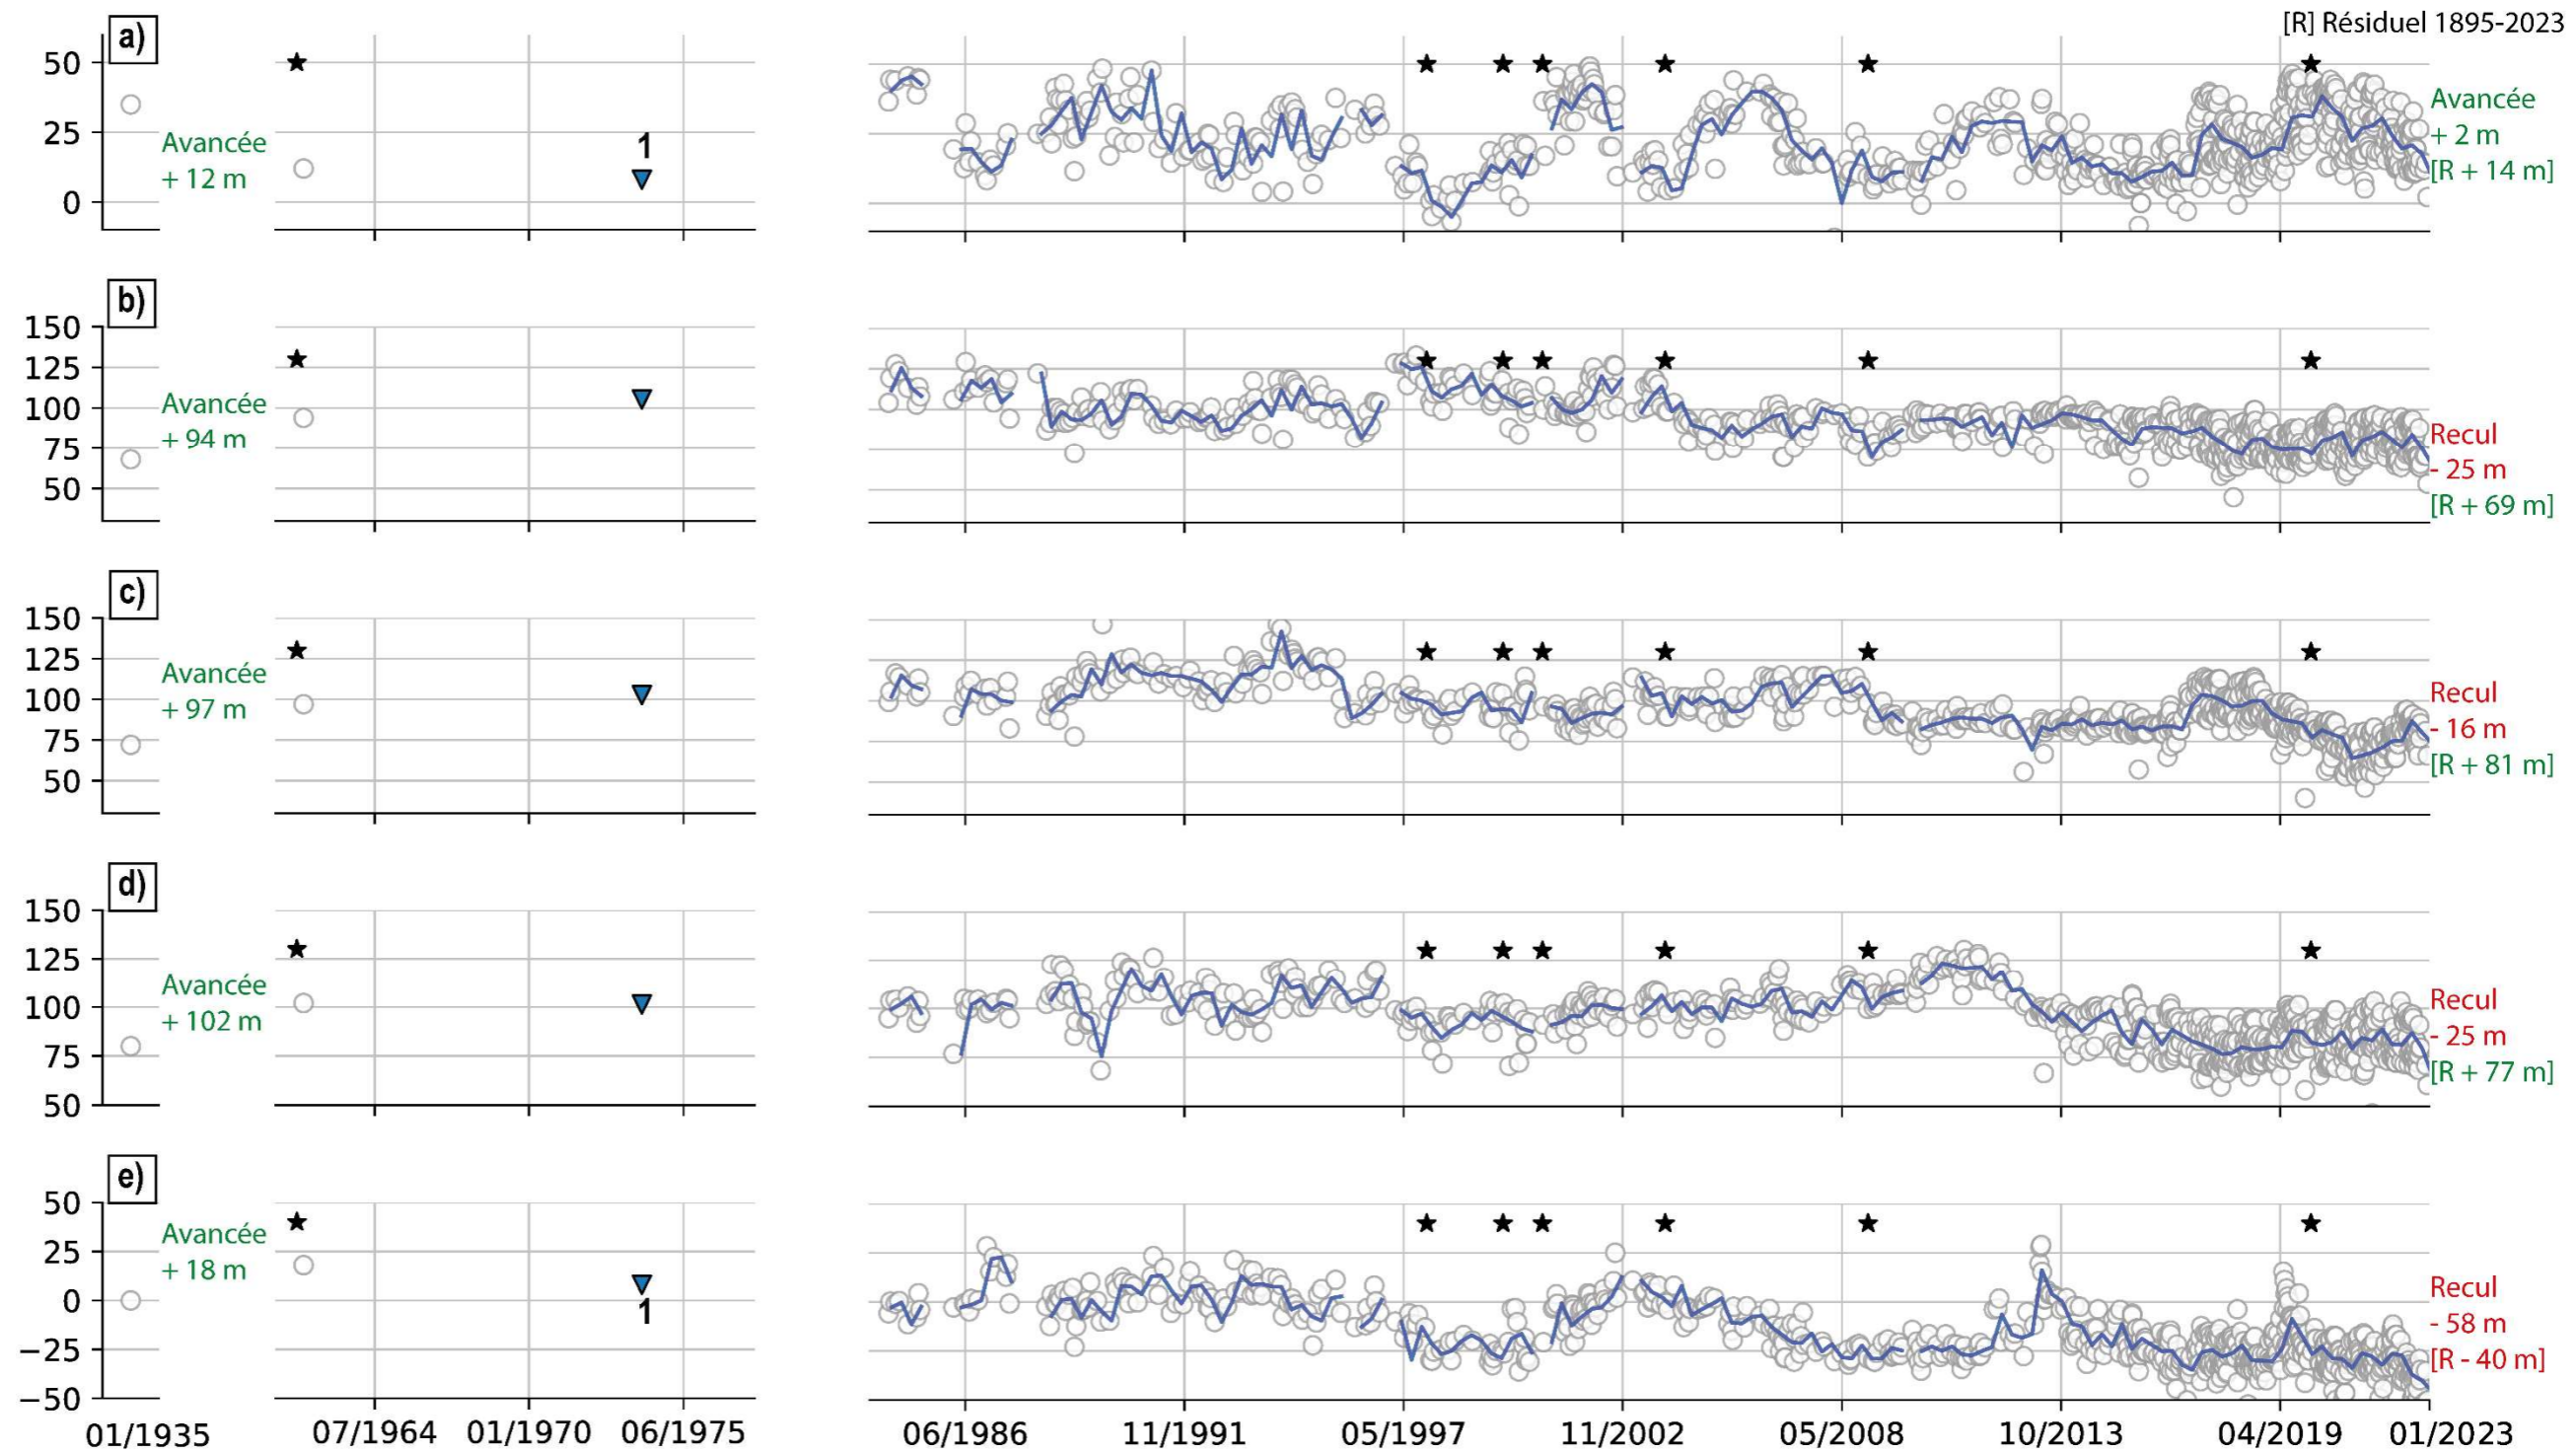 [R] Résiduel 1895-2023
a)
50
25
0
Avancée
+ 12 m
1
Avancée
+ 2 m
[R + 14 m]
b)
150
125
100
75
50
Avancée
+ 94 m
Recul
- 25 m
[R + 69 m]
c)
150
125
100
75
50
Avancée
+ 97 m
Recul
- 16 m
[R + 81 m]
d)
150
125
100
75
50
Avancée
+ 102 m
Recul
- 25 m
[R + 77 m]
e)
50
25
0
−25
−50
Avancée
+ 18 m
1
Recul
- 58 m
[R - 40 m]
01/1935 07/1964 01/1970 06/1975 06/1986 11/1991 05/1997 11/2002 05/2008 10/2013 04/2019 01/2023